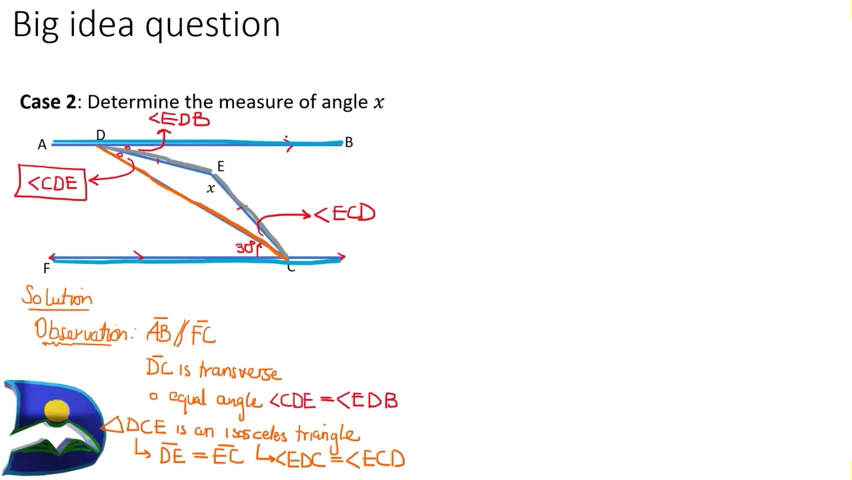 Big idea question
Case 2: Determine the measure of angle x
<EDB
A D B
E
<CDE
x
<ECD
30°
F C
Solution
Observation: AB // FC
DC is transverse
o equal angle <CDE = <EDB
△DCE is an isosceles triangle
↳ DE = EC ↳ <EDC = <ECD